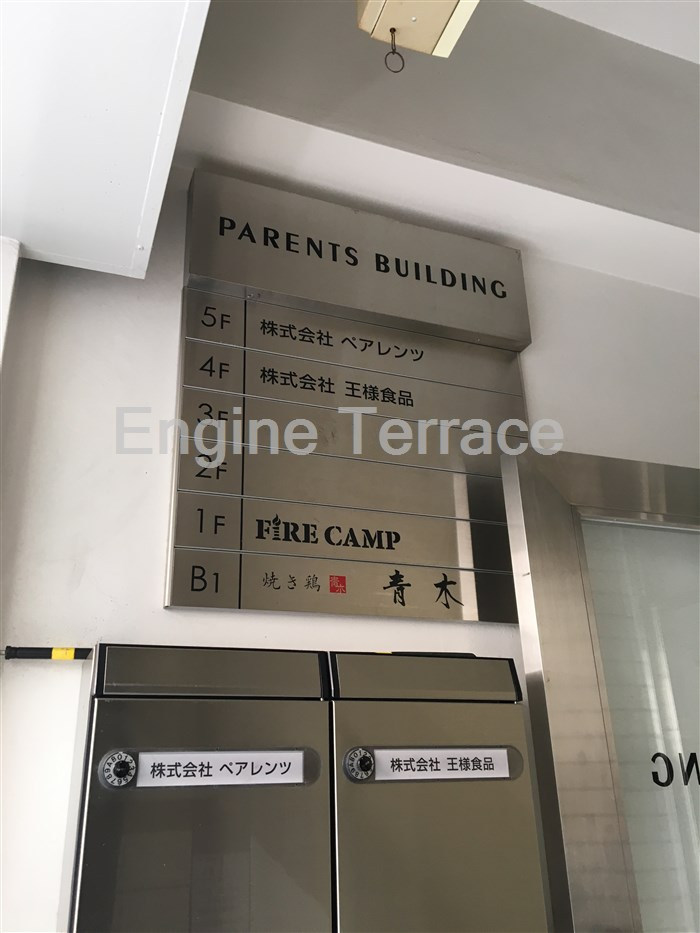 PARENTS BUILDING
5F 株式会社 ペアレンツ
4F 株式会社 王様食品
3F
Engine Terrace
2F
1F FIRE CAMP
B1 焼き鶏 青木
株式会社 ペアレンツ
株式会社 王様食品